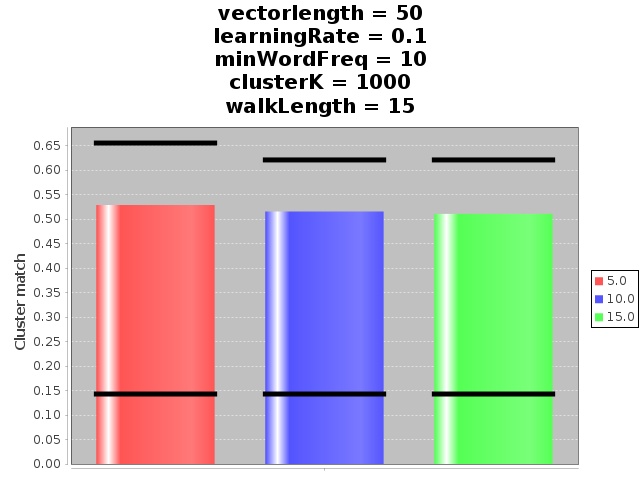 vectorlength = 50
learningRate = 0.1
minWordFreq = 10
clusterK = 1000
walkLength = 15
0.65
0.60
0.55
0.50
0.45
0.40
0.35
0.30
0.25
0.20
0.15
0.10
0.05
0.00
Cluster match
5.0
10.0
15.0